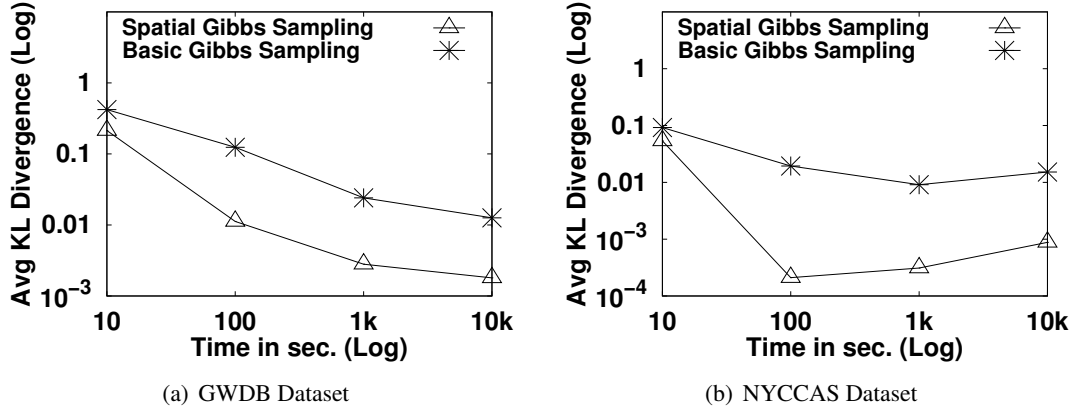 Avg KL Divergence (Log)
Spatial Gibbs Sampling
Basic Gibbs Sampling
1
0.1
0.01
10^-3
10 100 1k 10k
Time in sec. (Log)
(a) GWDB Dataset
Avg KL Divergence (Log)
Spatial Gibbs Sampling
Basic Gibbs Sampling
1
0.1
0.01
10^-3
10^-4
10 100 1k 10k
Time in sec. (Log)
(b) NYCCAS Dataset